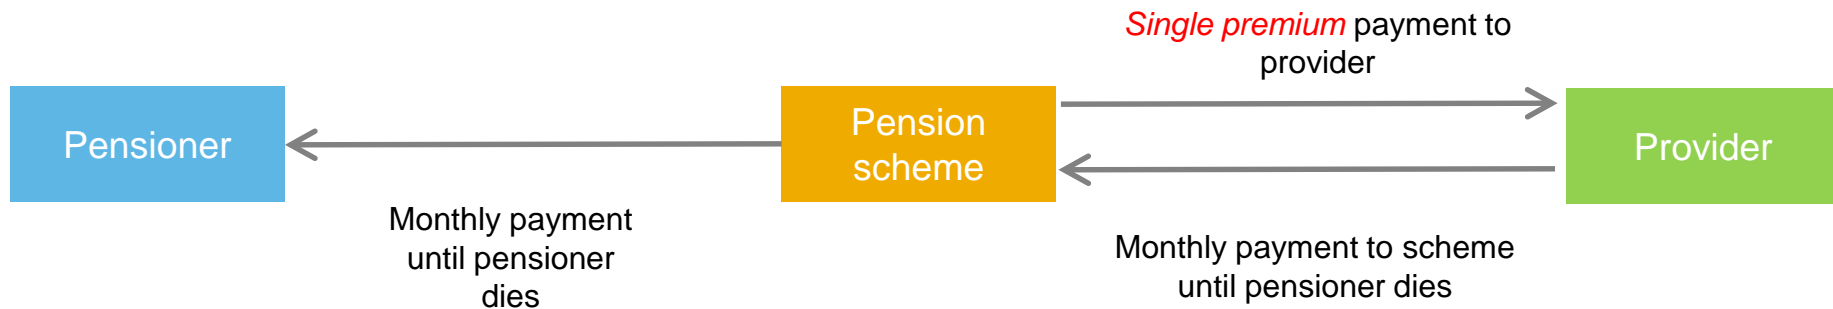 Single premium payment to
provider
Pensioner
Pension
scheme
Provider
Monthly payment
until pensioner
dies
Monthly payment to scheme
until pensioner dies